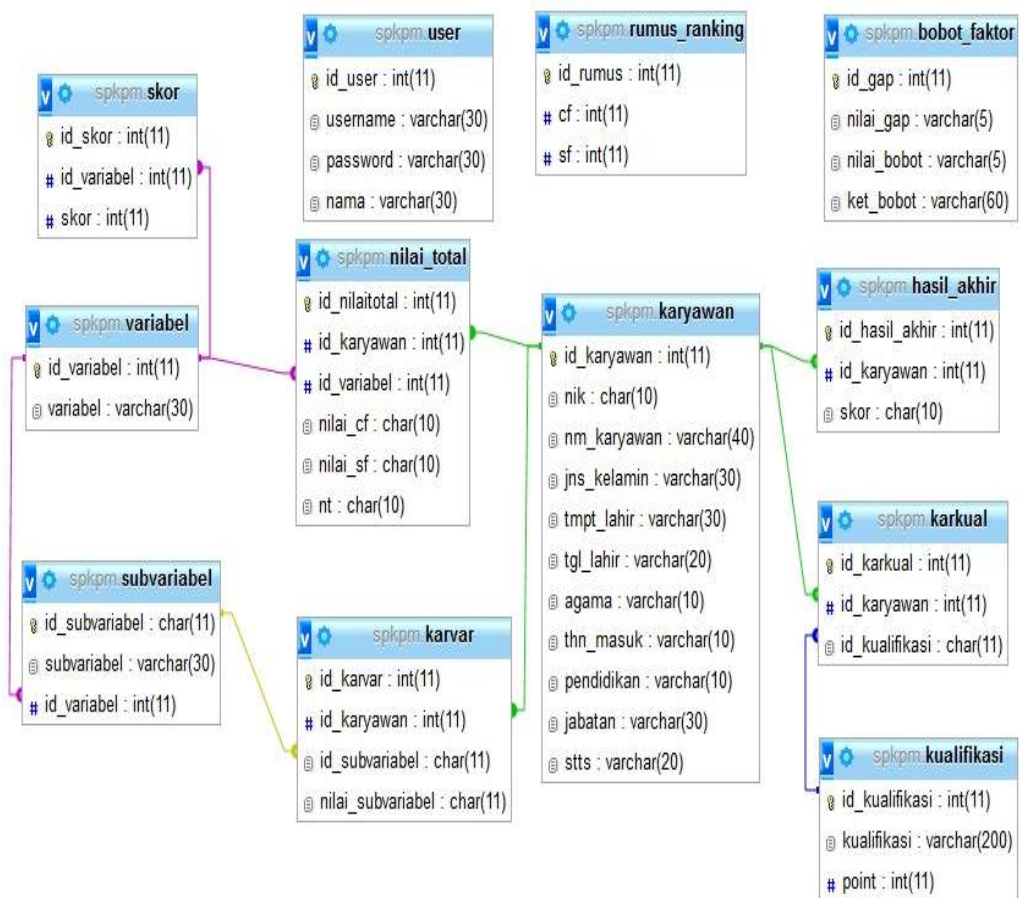 spkpm.skor
id_skor : int(11)
id_variabel : int(11)
skor : int(11)
spkpm.user
id_user : int(11)
username : varchar(30)
password : varchar(30)
nama : varchar(30)
spkpm.rumus_ranking
id_rumus : int(11)
cf : int(11)
sf : int(11)
spkpm.bobot_faktor
id_gap : int(11)
nilai_gap : varchar(5)
nilai_bobot : varchar(5)
ket_bobot : varchar(60)
spkpm.variabel
id_variabel : int(11)
variabel : varchar(30)
spkpm.nilai_total
id_nilaitotal : int(11)
id_karyawan : int(11)
id_variabel : int(11)
nilai_cf : char(10)
nilai_sf : char(10)
nt : char(10)
spkpm.karyawan
id_karyawan : int(11)
nik : char(10)
nm_karyawan : varchar(40)
jns_kelamin : varchar(30)
tmpt_lahir : varchar(30)
tgl_lahir : varchar(20)
agama : varchar(10)
thn_masuk : varchar(10)
pendidikan : varchar(10)
jabatan : varchar(30)
stts : varchar(20)
spkpm.hasil_akhir
id_hasil_akhir : int(11)
id_karyawan : int(11)
skor : char(10)
spkpm.subvariabel
id_subvariabel : char(11)
subvariabel : varchar(30)
id_variabel : int(11)
spkpm.karvar
id_karvar : int(11)
id_karyawan : int(11)
id_subvariabel : char(11)
nilai_subvariabel : char(11)
spkpm.karkual
id_karkual : int(11)
id_karyawan : int(11)
id_kualifikasi : char(11)
spkpm.kualifikasi
id_kualifikasi : int(11)
kualifikasi : varchar(200)
point : int(11)